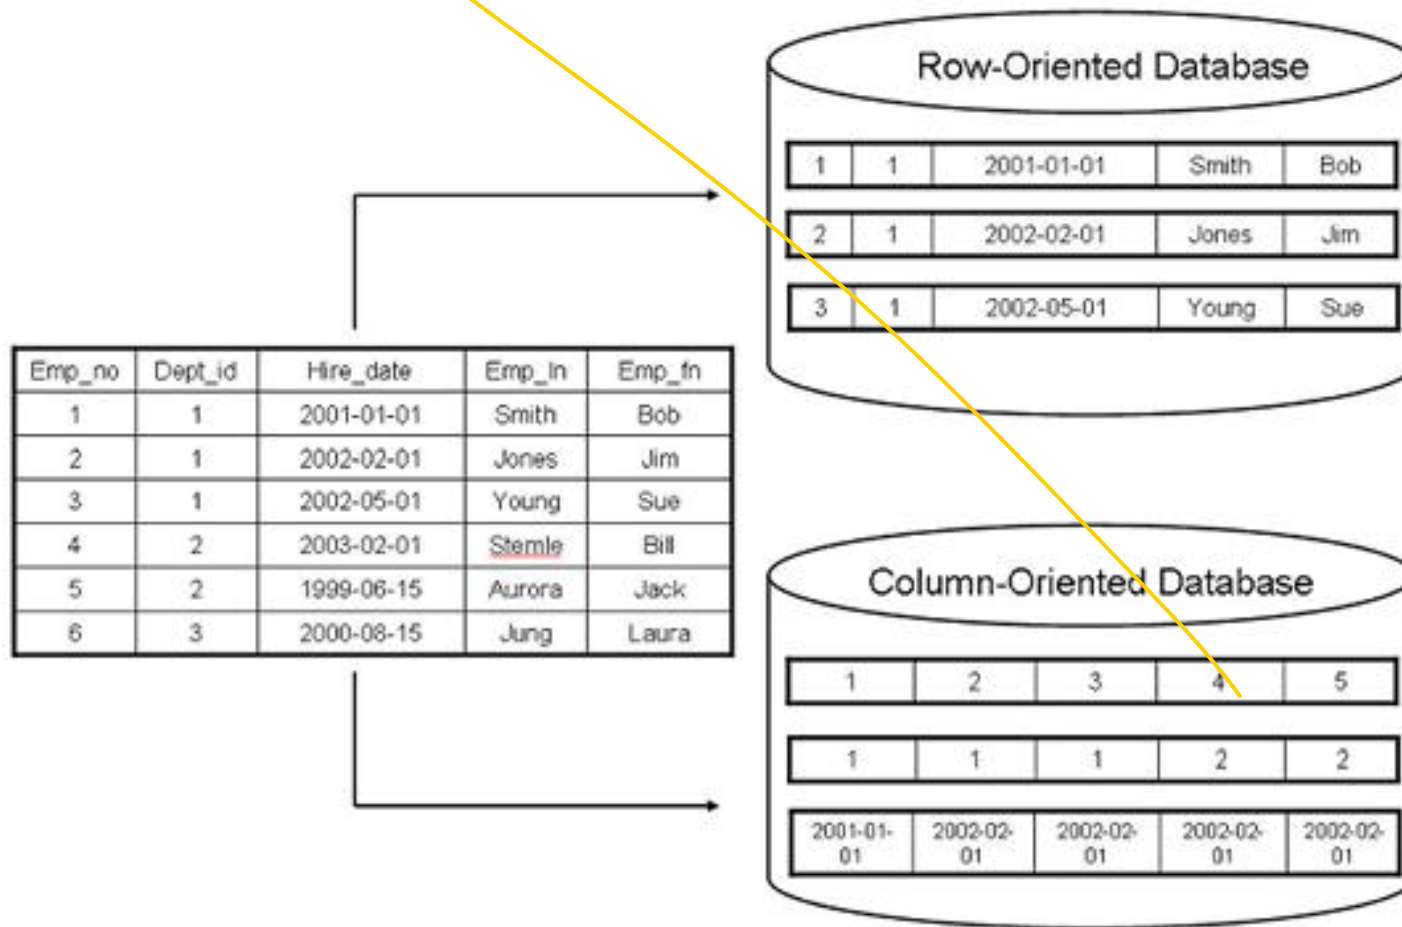 Row-Oriented Database
1 1 2001-01-01 Smith Bob
2 1 2002-02-01 Jones Jim
3 1 2002-05-01 Young Sue
Emp_no Dept_id Hire_date Emp_ln Emp_fn
1 1 2001-01-01 Smith Bob
2 1 2002-02-01 Jones Jim
3 1 2002-05-01 Young Sue
4 2 2003-02-01 Stemle Bill
5 2 1999-06-15 Aurora Jack
6 3 2000-08-15 Jung Laura
Column-Oriented Database
1 2 3 4 5
1 1 1 2 2
2001-01- 2002-02- 2002-02- 2002-02- 2002-02-
01 01 01 01 01